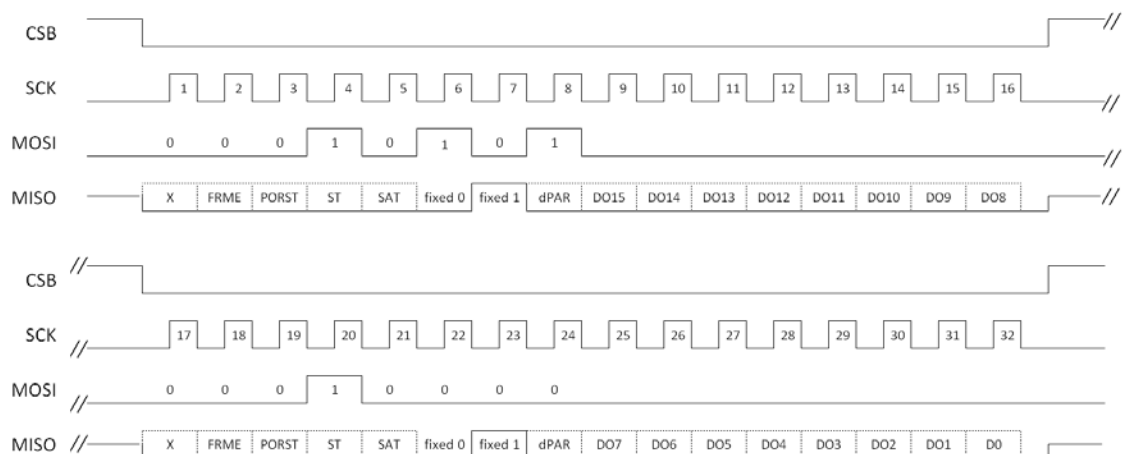 CSB
SCK 1 2 3 4 5 6 7 8 9 10 11 12 13 14 15 16
MOSI 0 0 0 1 0 1 0 1
MISO X FRME PORST ST SAT fixed 0 fixed 1 dPAR DO15 DO14 DO13 DO12 DO11 DO10 DO9 DO8
CSB
SCK 17 18 19 20 21 22 23 24 25 26 27 28 29 30 31 32
MOSI 0 0 0 1 0 0 0 0
MISO X FRME PORST ST SAT fixed 0 fixed 1 dPAR DO7 DO6 DO5 DO4 DO3 DO2 DO1 D0